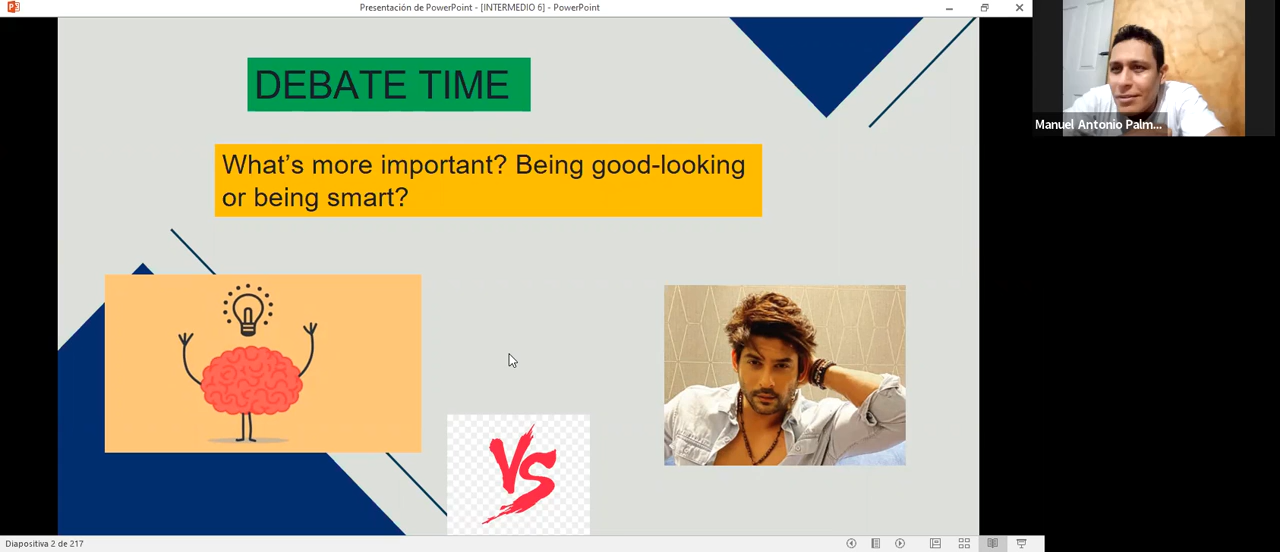 Presentación de PowerPoint - [INTERMEDIO 6] - PowerPoint
DEBATE TIME
What's more important? Being good-looking
or being smart?
VS
Manuel Antonio Palm...
Diapositiva 2 de 217